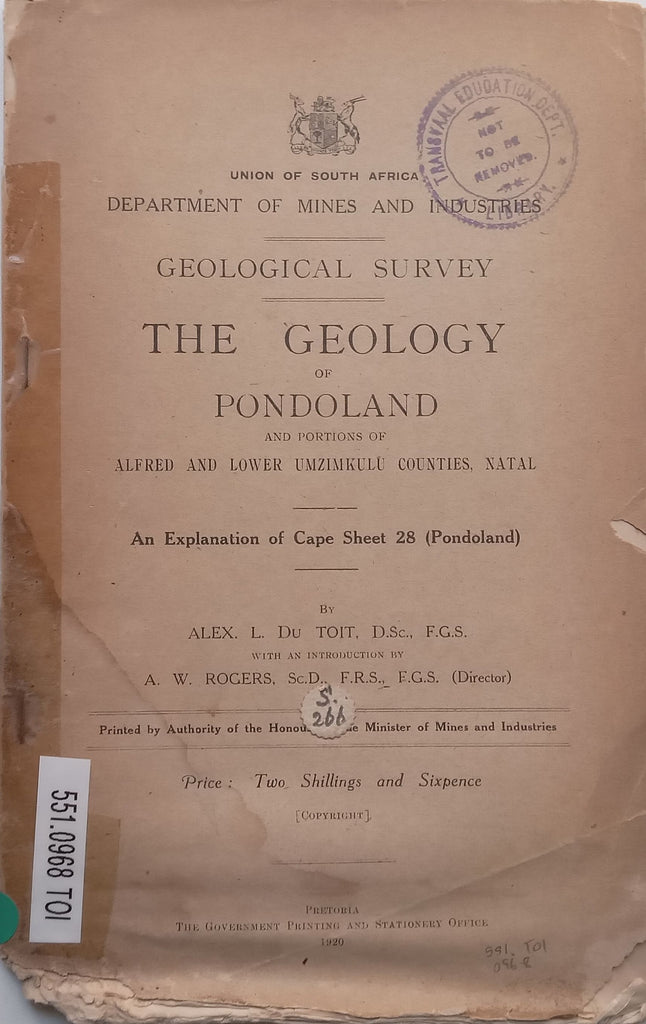 TRANSVAAL EDUDATION DEPT.
LIBRARY.
NOT
TO BE
REMOVED.
UNION OF SOUTH AFRICA
DEPARTMENT OF MINES AND INDUSTRIES
GEOLOGICAL SURVEY
THE GEOLOGY
OF
PONDOLAND
AND PORTIONS OF
ALFRED AND LOWER UMZIMKULU COUNTIES, NATAL
An Explanation of Cape Sheet 28 (Pondoland)
By
ALEX. L. Du TOIT, D.Sc., F.G.S.
WITH AN INTRODUCTION BY
A. W. ROGERS, Sc.D., F.R.S., F.G.S. (Director)
S.
266
Printed by Authority of the Honou e Minister of Mines and Industries
Price : Two Shillings and Sixpence
[COPYRIGHT].
551.0968 TOI
PRETORIA
THE GOVERNMENT PRINTING AND STATIONERY OFFICE
1920
551. TOI
0968